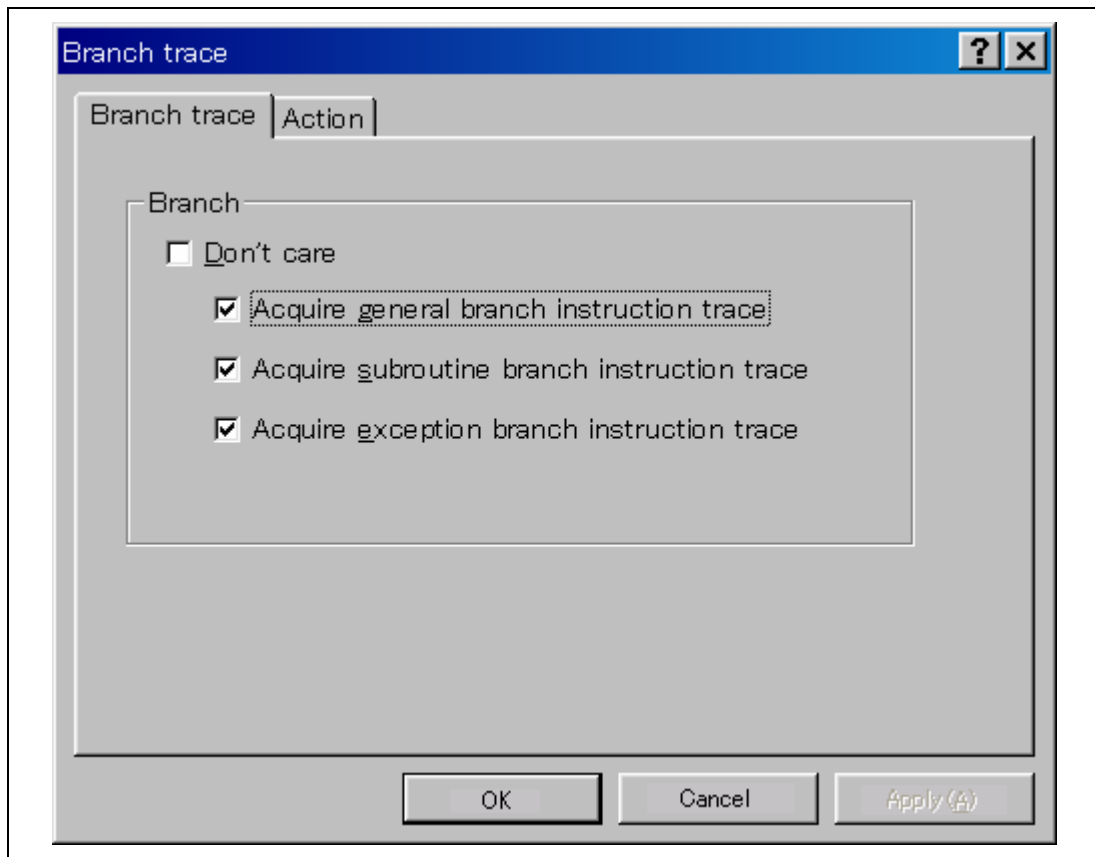 Branch trace
Branch trace Action
Branch
Don't care
Acquire general branch instruction trace
Acquire subroutine branch instruction trace
Acquire exception branch instruction trace
OK Cancel Apply(A)